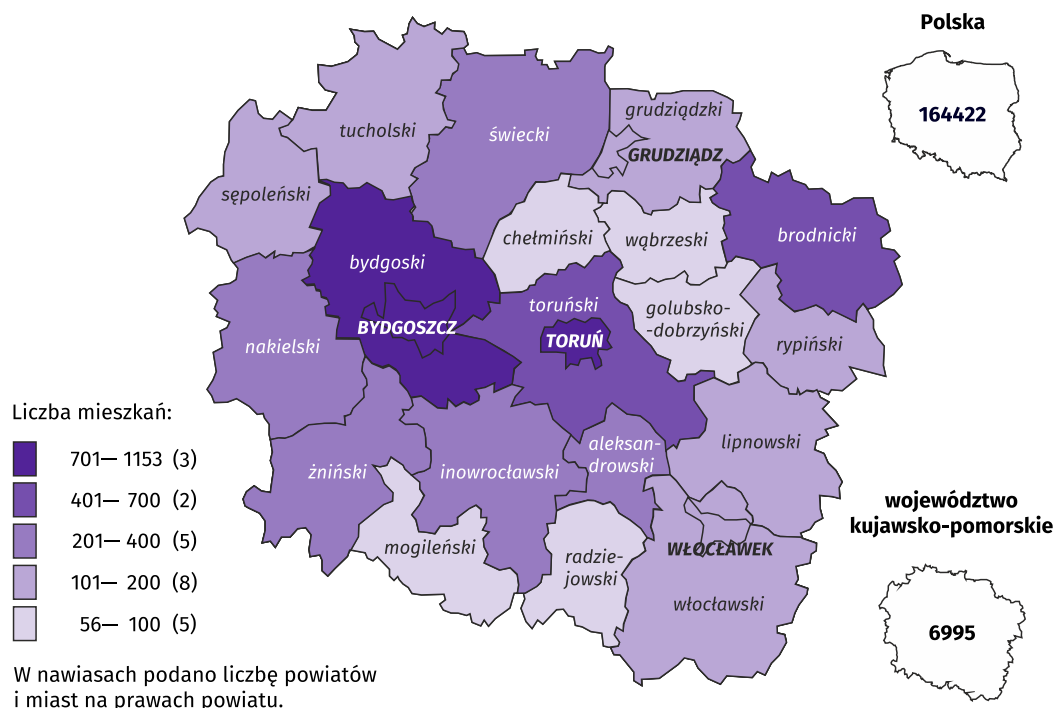 Polska
164422
tucholski
świecki
grudziądzki
GRUDZIĄDZ
sępoleński
chełmiński
wąbrzeski
brodnicki
bydgoski
toruński
golubsko-
-dobrzyński
BYDGOSZCZ
TORUŃ
nakielski
rypiński
aleksan-
drowski
lipnowski
żniński
inowrocławski
mogileński
radzie-
jowski
WŁOCŁAWEK
włocławski
Liczba mieszkań:
701— 1153 (3)
401— 700 (2)
201— 400 (5)
101— 200 (8)
56— 100 (5)
W nawiasach podano liczbę powiatów
i miast na prawach powiatu.
województwo
kujawsko-pomorskie
6995